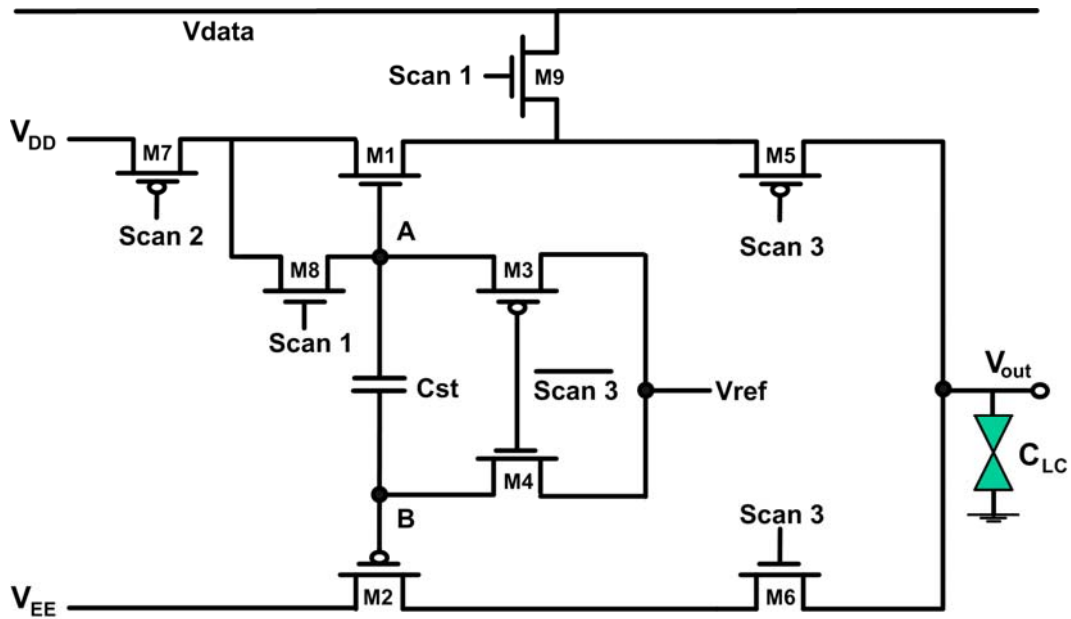 Vdata
Scan 1
M9
VDD
M7
M1
M5
Scan 2
A
Scan 3
M8
M3
Scan 1
Cst
Scan 3
Vref
Vout
CLC
M4
B
Scan 3
VEE
M2
M6